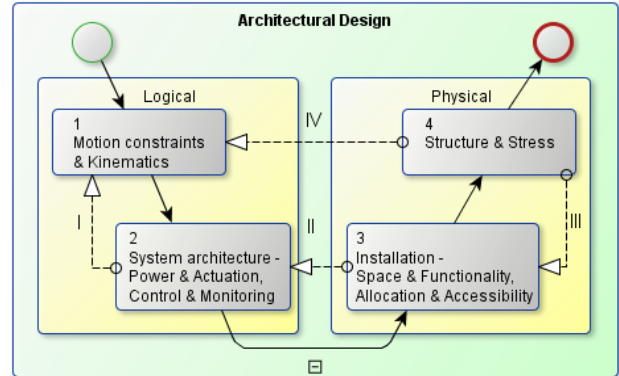 Architectural Design
Logical
Physical
1
Motion constraints
& Kinematics
IV
4
Structure & Stress
I
II
III
2
System architecture -
Power & Actuation,
Control & Monitoring
3
Installation -
Space & Functionality,
Allocation & Accessibility